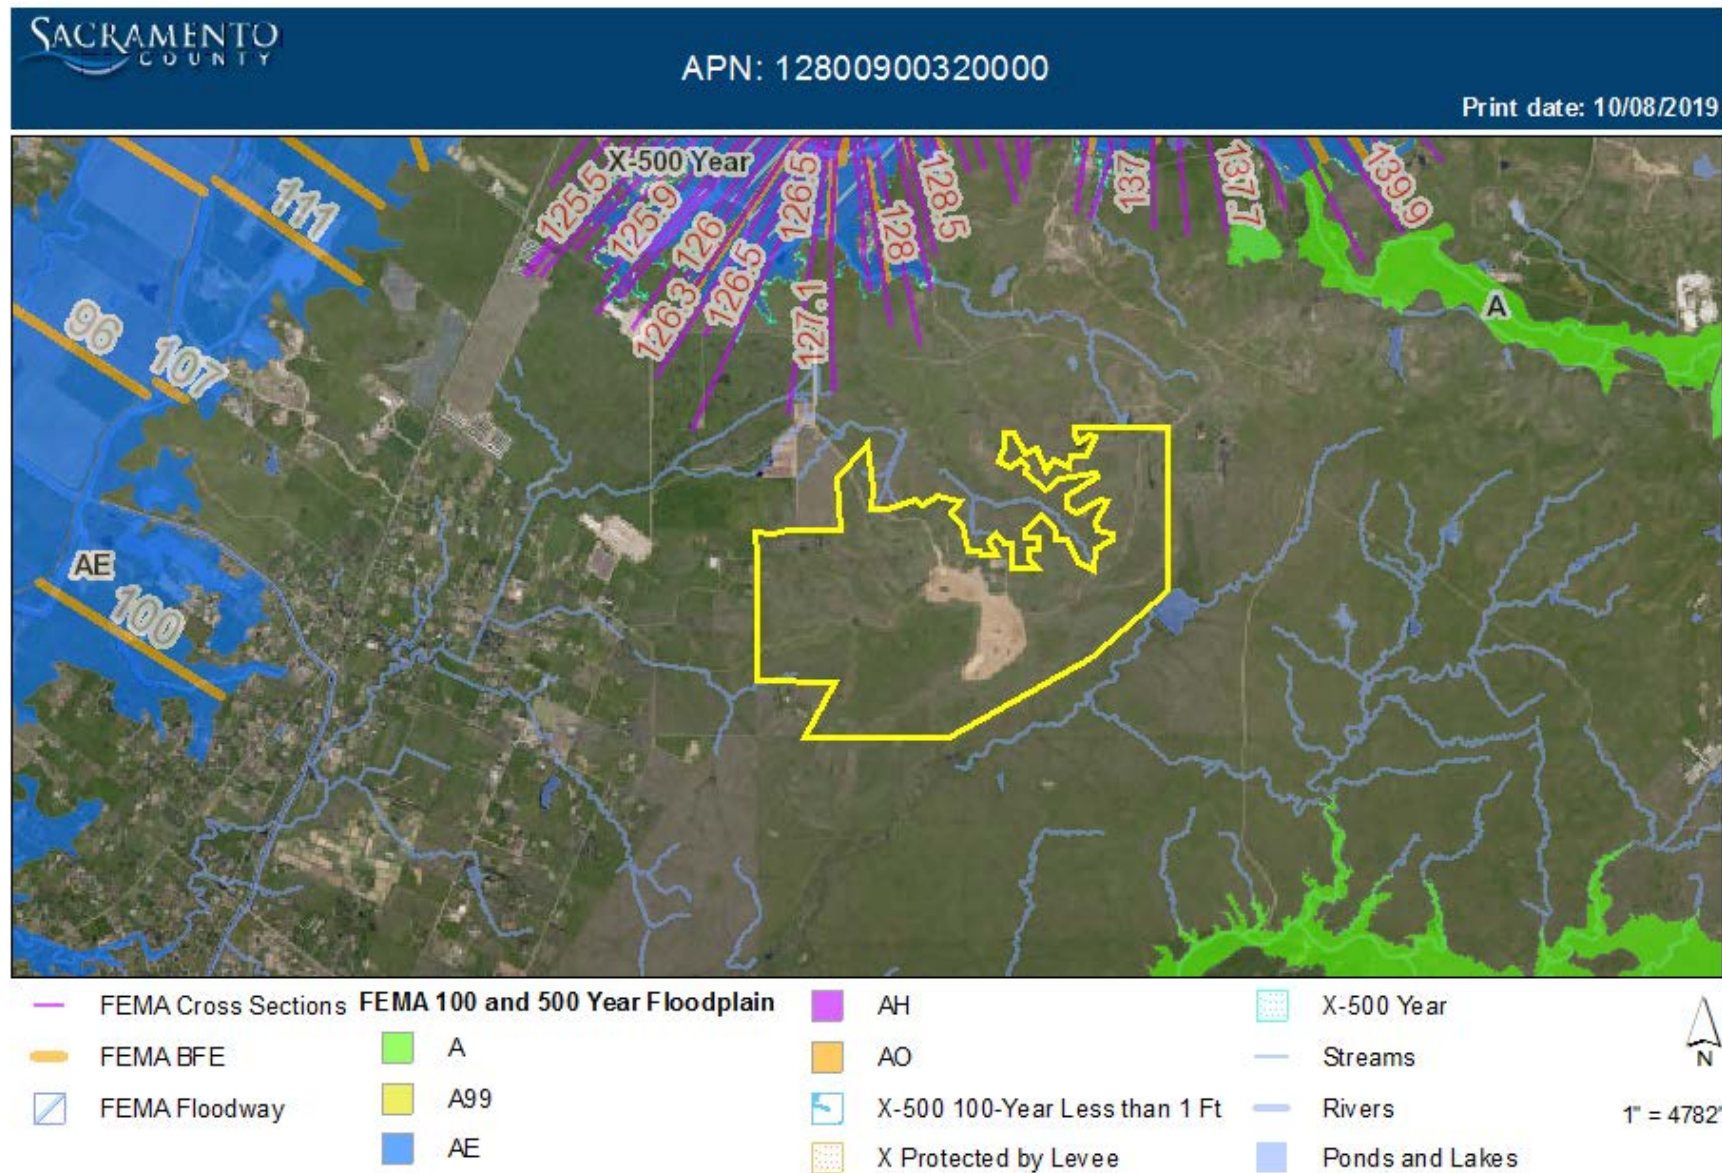 SACRAMENTO
COUNTY
APN: 12800900320000
Print date: 10/08/2019
X-500 Year
125.5
125.9
126
126.5
126.3
126.5
127.1
128
128.5
137
137.7
139.9
111
96
107
A
AE
100
FEMA Cross Sections
FEMA BFE
FEMA Floodway
FEMA 100 and 500 Year Floodplain
A
A99
AE
AH
AO
X-500 100-Year Less than 1 Ft
X Protected by Levee
X-500 Year
Streams
Rivers
Ponds and Lakes
N
1" = 4782'